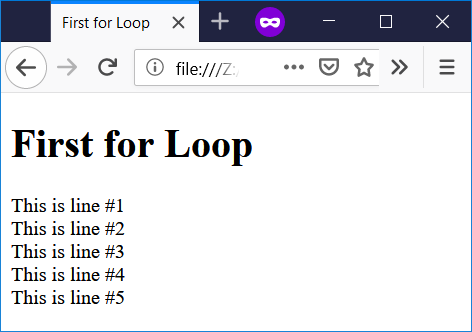 First for Loop
file:///Z:/
First for Loop
This is line #1
This is line #2
This is line #3
This is line #4
This is line #5